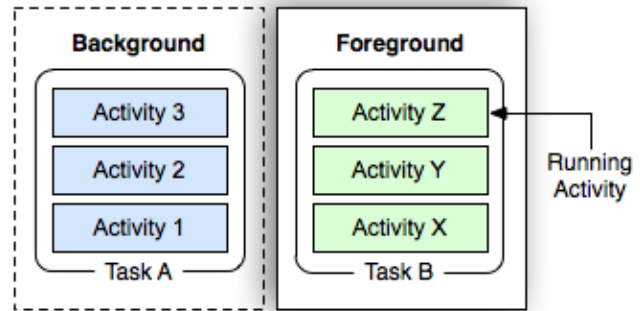 Background
Activity 3
Activity 2
Activity 1
Task A
Foreground
Activity Z
Activity Y
Activity X
Task B
Running
Activity